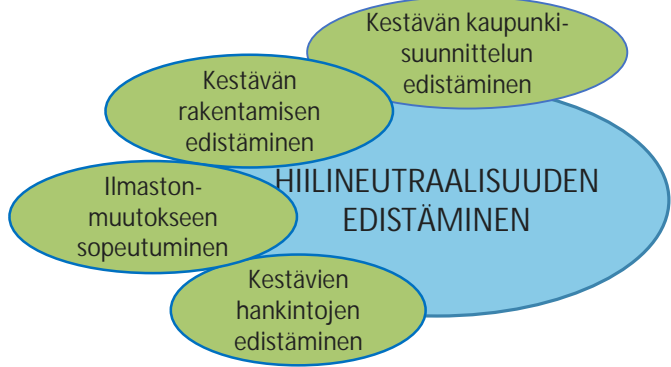 Kestävän kaupunki-
suunnittelun
edistäminen
Kestävän
rakentamisen
edistäminen
Ilmaston-
muutokseen
sopeutuminen
HIILINEUTRAALISUUDEN
EDISTÄMINEN
Kestävien
hankintojen
edistäminen